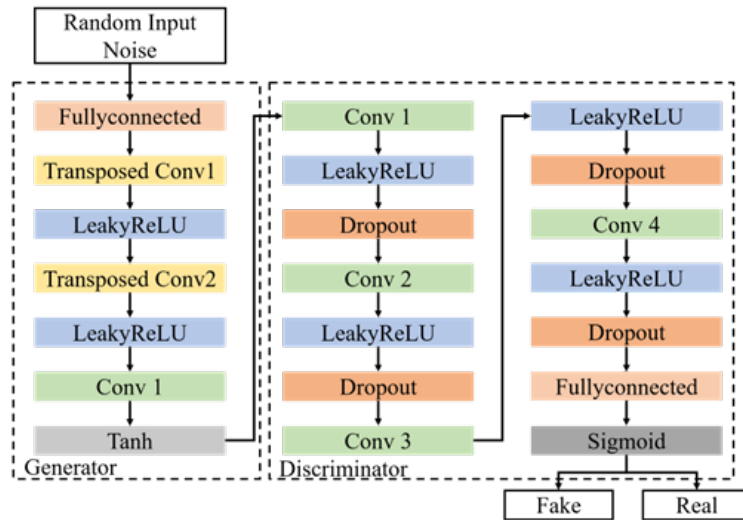 Random Input
Noise
Fullyconnected
Transposed Conv1
LeakyReLU
Transposed Conv2
LeakyReLU
Conv 1
Tanh
Generator
Conv 1
LeakyReLU
Dropout
Conv 2
LeakyReLU
Dropout
Conv 3
Discriminator
LeakyReLU
Dropout
Conv 4
LeakyReLU
Dropout
Fullyconnected
Sigmoid
Fake
Real